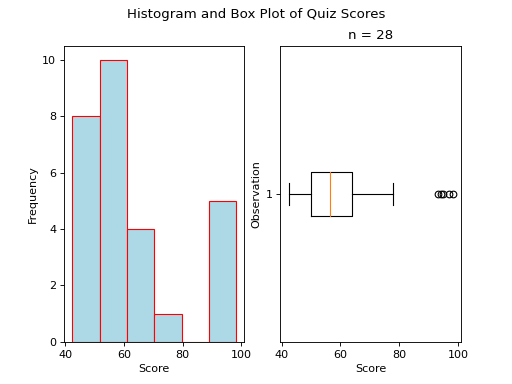 Histogram and Box Plot of Quiz Scores
n = 28
10
8
6
4
2
0
Frequency
40 60 80 100
Score
Observation
1
40 60 80 100
Score